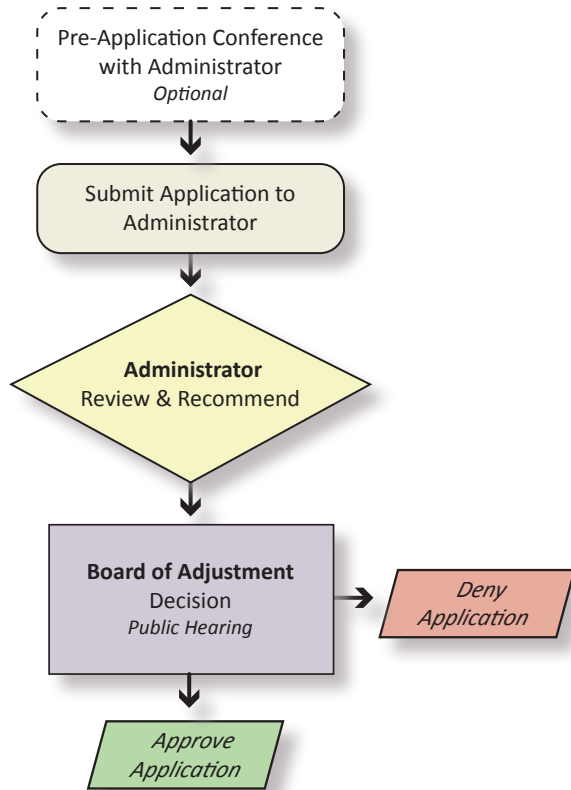 Pre-Application Conference
with Administrator
Optional
Submit Application to
Administrator
Administrator
Review & Recommend
Board of Adjustment
Decision
Public Hearing
Deny
Application
Approve
Application